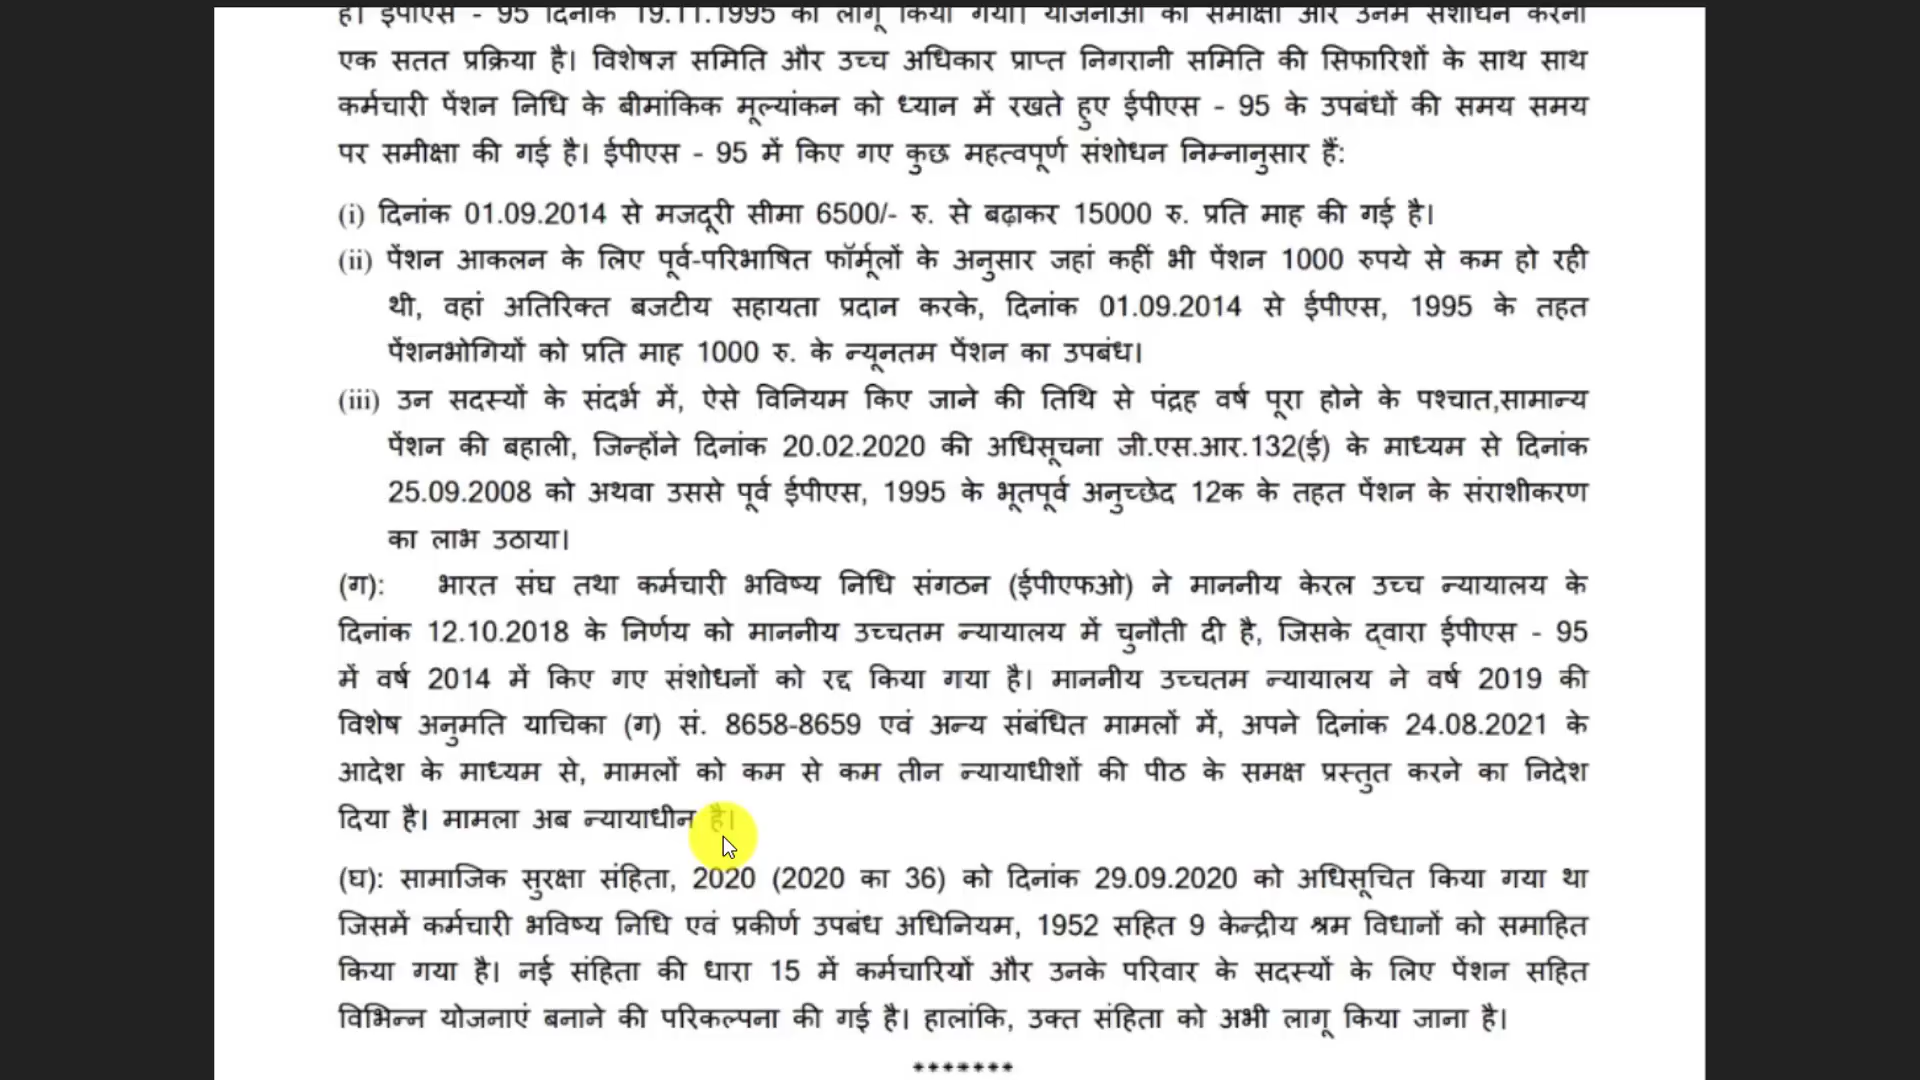 है। ईपीएस - 95 दिनांक 19.11.1995 को लागू किया गया। योजनाओं की समीक्षा और उनमें संशोधन करना
एक सतत प्रक्रिया है। विशेषज्ञ समिति और उच्च अधिकार प्राप्त निगरानी समिति की सिफारिशों के साथ साथ
कर्मचारी पेंशन निधि के बीमांकिक मूल्यांकन को ध्यान में रखते हुए ईपीएस - 95 के उपबंधों की समय समय
पर समीक्षा की गई है। ईपीएस - 95 में किए गए कुछ महत्वपूर्ण संशोधन निम्नानुसार हैं:
(i) दिनांक 01.09.2014 से मजदूरी सीमा 6500/- रु. से बढ़ाकर 15000 रु. प्रति माह की गई है।
(ii) पेंशन आकलन के लिए पूर्व-परिभाषित फॉर्मूलों के अनुसार जहां कहीं भी पेंशन 1000 रुपये से कम हो रही
थी, वहां अतिरिक्त बजटीय सहायता प्रदान करके, दिनांक 01.09.2014 से ईपीएस, 1995 के तहत
पेंशनभोगियों को प्रति माह 1000 रु. के न्यूनतम पेंशन का उपबंध।
(iii) उन सदस्यों के संदर्भ में, ऐसे विनियम किए जाने की तिथि से पंद्रह वर्ष पूरा होने के पश्चात,सामान्य
पेंशन की बहाली, जिन्होंने दिनांक 20.02.2020 की अधिसूचना जी.एस.आर.132(ई) के माध्यम से दिनांक
25.09.2008 को अथवा उससे पूर्व ईपीएस, 1995 के भूतपूर्व अनुच्छेद 12क के तहत पेंशन के संराशीकरण
का लाभ उठाया।
(ग): भारत संघ तथा कर्मचारी भविष्य निधि संगठन (ईपीएफओ) ने माननीय केरल उच्च न्यायालय के
दिनांक 12.10.2018 के निर्णय को माननीय उच्चतम न्यायालय में चुनौती दी है, जिसके द्वारा ईपीएस - 95
में वर्ष 2014 में किए गए संशोधनों को रद्द किया गया है। माननीय उच्चतम न्यायालय ने वर्ष 2019 की
विशेष अनुमति याचिका (ग) सं. 8658-8659 एवं अन्य संबंधित मामलों में, अपने दिनांक 24.08.2021 के
आदेश के माध्यम से, मामलों को कम से कम तीन न्यायाधीशों की पीठ के समक्ष प्रस्तुत करने का निदेश
दिया है। मामला अब न्यायाधीन है।
(घ): सामाजिक सुरक्षा संहिता, 2020 (2020 का 36) को दिनांक 29.09.2020 को अधिसूचित किया गया था
जिसमें कर्मचारी भविष्य निधि एवं प्रकीर्ण उपबंध अधिनियम, 1952 सहित 9 केन्द्रीय श्रम विधानों को समाहित
किया गया है। नई संहिता की धारा 15 में कर्मचारियों और उनके परिवार के सदस्यों के लिए पेंशन सहित
विभिन्न योजनाएं बनाने की परिकल्पना की गई है। हालांकि, उक्त संहिता को अभी लागू किया जाना है।
*******